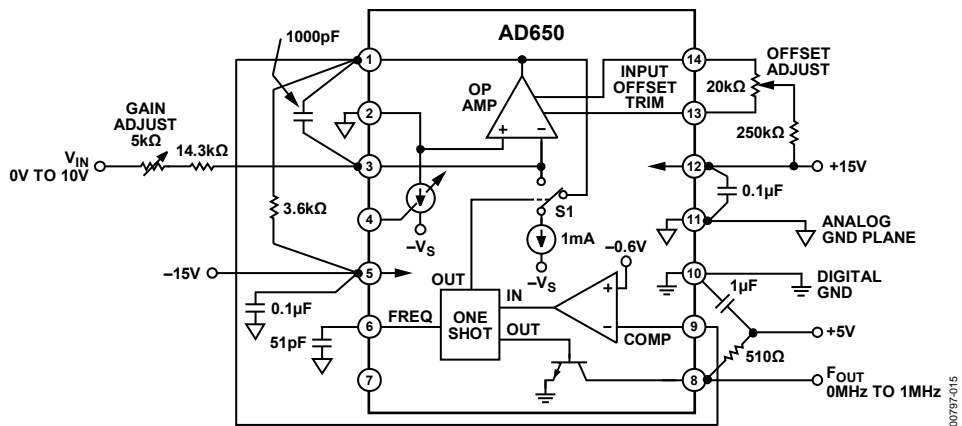 AD650
1000pF
1
2
3
4
5
6
7
14
13
12
11
10
9
8
OP
AMP
+
–
INPUT
OFFSET
TRIM
OFFSET
ADJUST
20kΩ
250kΩ
+15V
0.1µF
ANALOG
GND PLANE
DIGITAL
GND
1µF
+5V
510Ω
FOUT
0MHz TO 1MHz
GAIN
ADJUST
5kΩ
14.3kΩ
VIN
0V TO 10V
3.6kΩ
–VS
S1
1mA
–VS
–0.6V
–15V
0.1µF
51pF
FREQ
OUT
ONE
SHOT
IN
OUT
+
–
COMP
00797-015